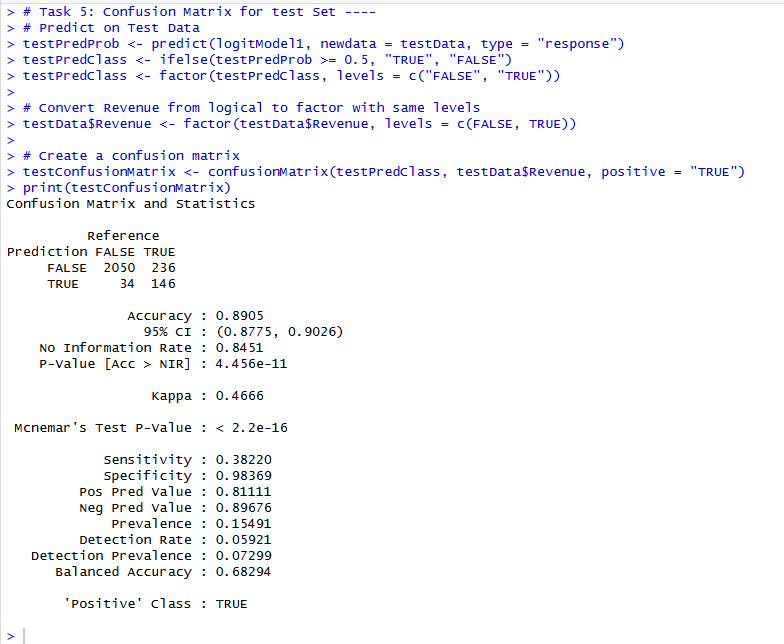 > # Task 5: Confusion Matrix for test Set ----
> # Predict on Test Data
> testPredProb <- predict(logitModel1, newdata = testData, type = "response")
> testPredClass <- ifelse(testPredProb >= 0.5, "TRUE", "FALSE")
> testPredClass <- factor(testPredClass, levels = c("FALSE", "TRUE"))
>
> # Convert Revenue from logical to factor with same levels
> testData$Revenue <- factor(testData$Revenue, levels = c(FALSE, TRUE))
>
> # Create a confusion matrix
> testConfusionMatrix <- confusionMatrix(testPredClass, testData$Revenue, positive = "TRUE")
> print(testConfusionMatrix)
Confusion Matrix and Statistics

          Reference
Prediction FALSE TRUE
     FALSE  2050  236
     TRUE     34  146

               Accuracy : 0.8905
                 95% CI : (0.8775, 0.9026)
    No Information Rate : 0.8451
    P-Value [Acc > NIR] : 4.456e-11

                  Kappa : 0.4666

 Mcnemar's Test P-Value : < 2.2e-16

            Sensitivity : 0.38220
            Specificity : 0.98369
         Pos Pred Value : 0.81111
         Neg Pred Value : 0.89676
             Prevalence : 0.15491
         Detection Rate : 0.05921
   Detection Prevalence : 0.07299
      Balanced Accuracy : 0.68294

       'Positive' Class : TRUE

>